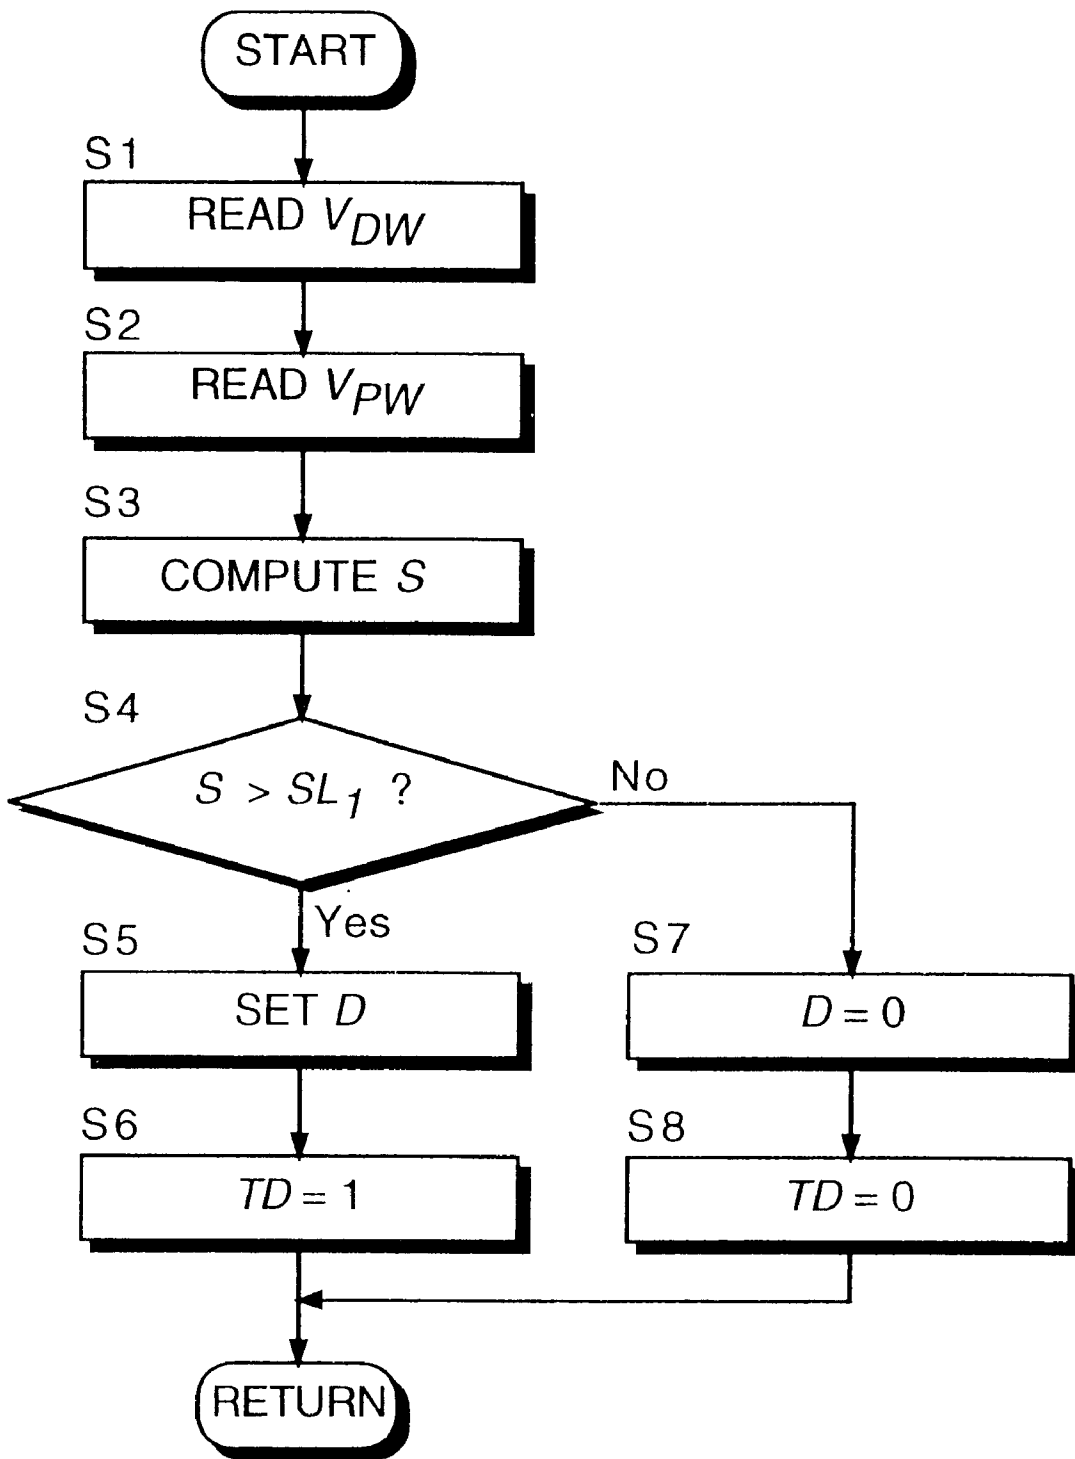 START
S1
READ V_DW
S2
READ V_PW
S3
COMPUTE S
S4
S > SL_1 ?
No
Yes
S5
SET D
S7
D = 0
S6
TD = 1
S8
TD = 0
RETURN